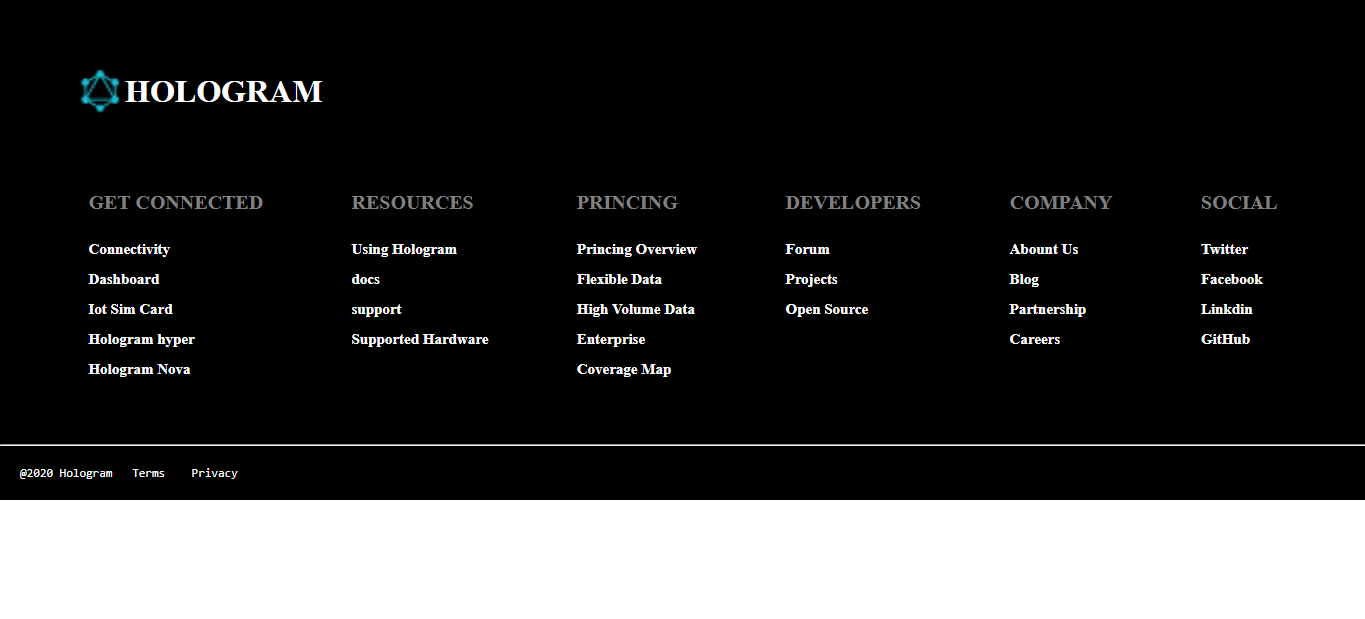 HOLOGRAM
GET CONNECTED
Connectivity
Dashboard
Iot Sim Card
Hologram hyper
Hologram Nova
RESOURCES
Using Hologram
docs
support
Supported Hardware
PRINCING
Princing Overview
Flexible Data
High Volume Data
Enterprise
Coverage Map
DEVELOPERS
Forum
Projects
Open Source
COMPANY
Abount Us
Blog
Partnership
Careers
SOCIAL
Twitter
Facebook
Linkdin
GitHub
@2020 Hologram Terms Privacy